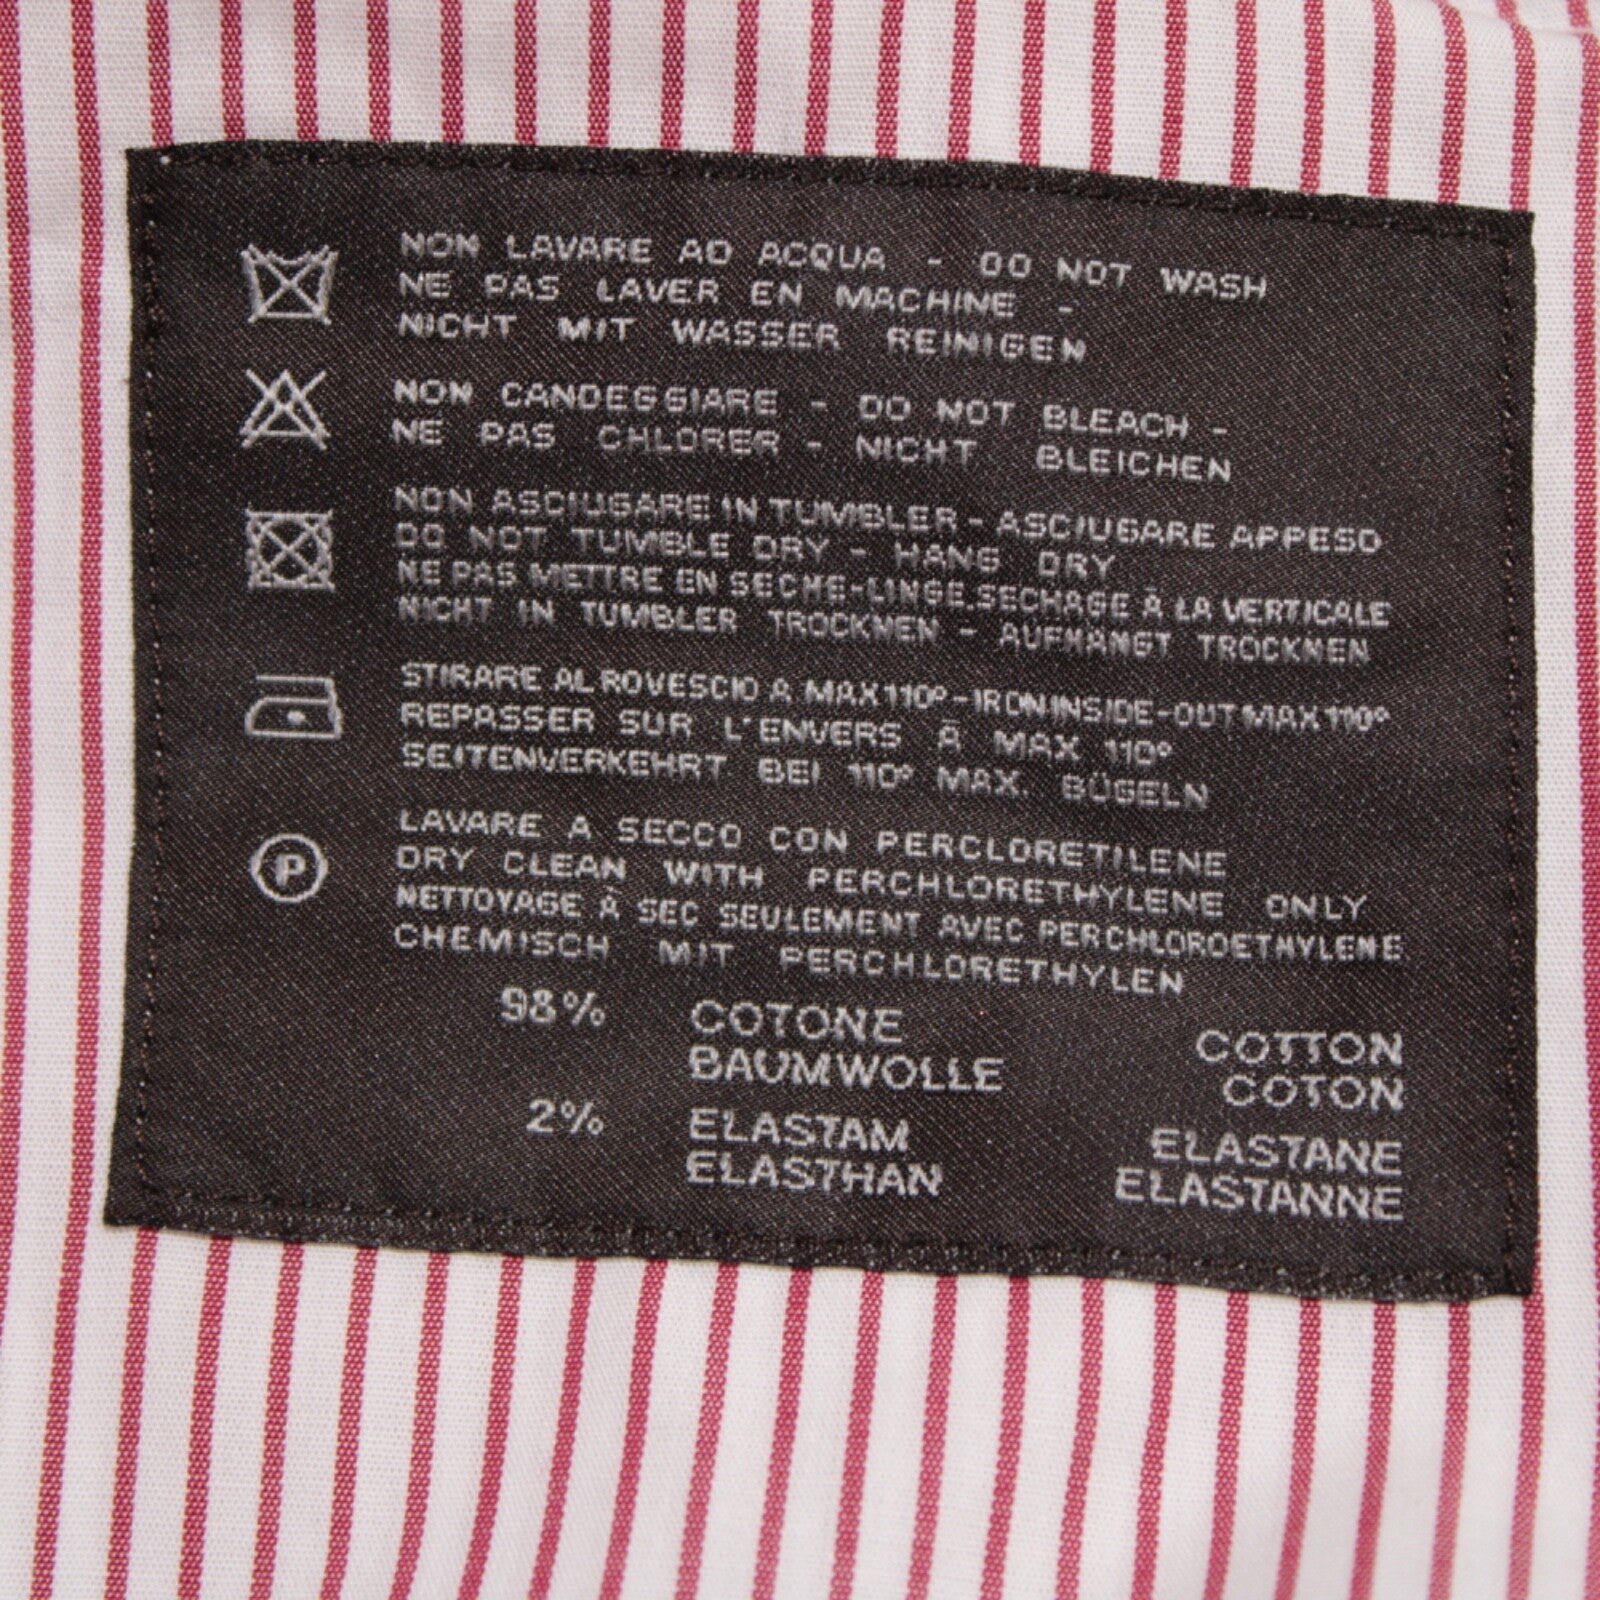 NON LAVARE AD ACQUA - DO NOT WASH
NE PAS LAVER EN MACHINE -
NICHT MIT WASSER REINIGEN
NON CANDEGGIARE - DO NOT BLEACH -
NE PAS CHLORER - NICHT BLEICHEN
NON ASCIUGARE IN TUMBLER - ASCIUGARE APPESO
DO NOT TUMBLE DRY - HANG DRY
NE PAS METTRE EN SECHE-LINGE.SECHAGE À LA VERTICALE
NICHT IN TUMBLER TROCKNEN - AUFHÄNGT TROCKNEN
STIRARE AL ROVESCIO A MAX 110° - IRON INSIDE-OUT MAX 110°
REPASSER SUR L'ENVERS À MAX 110°
SEITENVERKEHRT BEI 110° MAX. BÜGELN
P
LAVARE A SECCO CON PERCLORETILENE
DRY CLEAN WITH PERCHLORETHYLENE ONLY
NETTOYAGE À SEC SEULEMENT AVEC PERCHLOROETHYLENE
CHEMISCH MIT PERCHLORETHYLEN
98% COTONE COTTON
BAUMWOLLE COTON
2% ELASTAM ELASTANE
ELASTHAN ELASTANNE